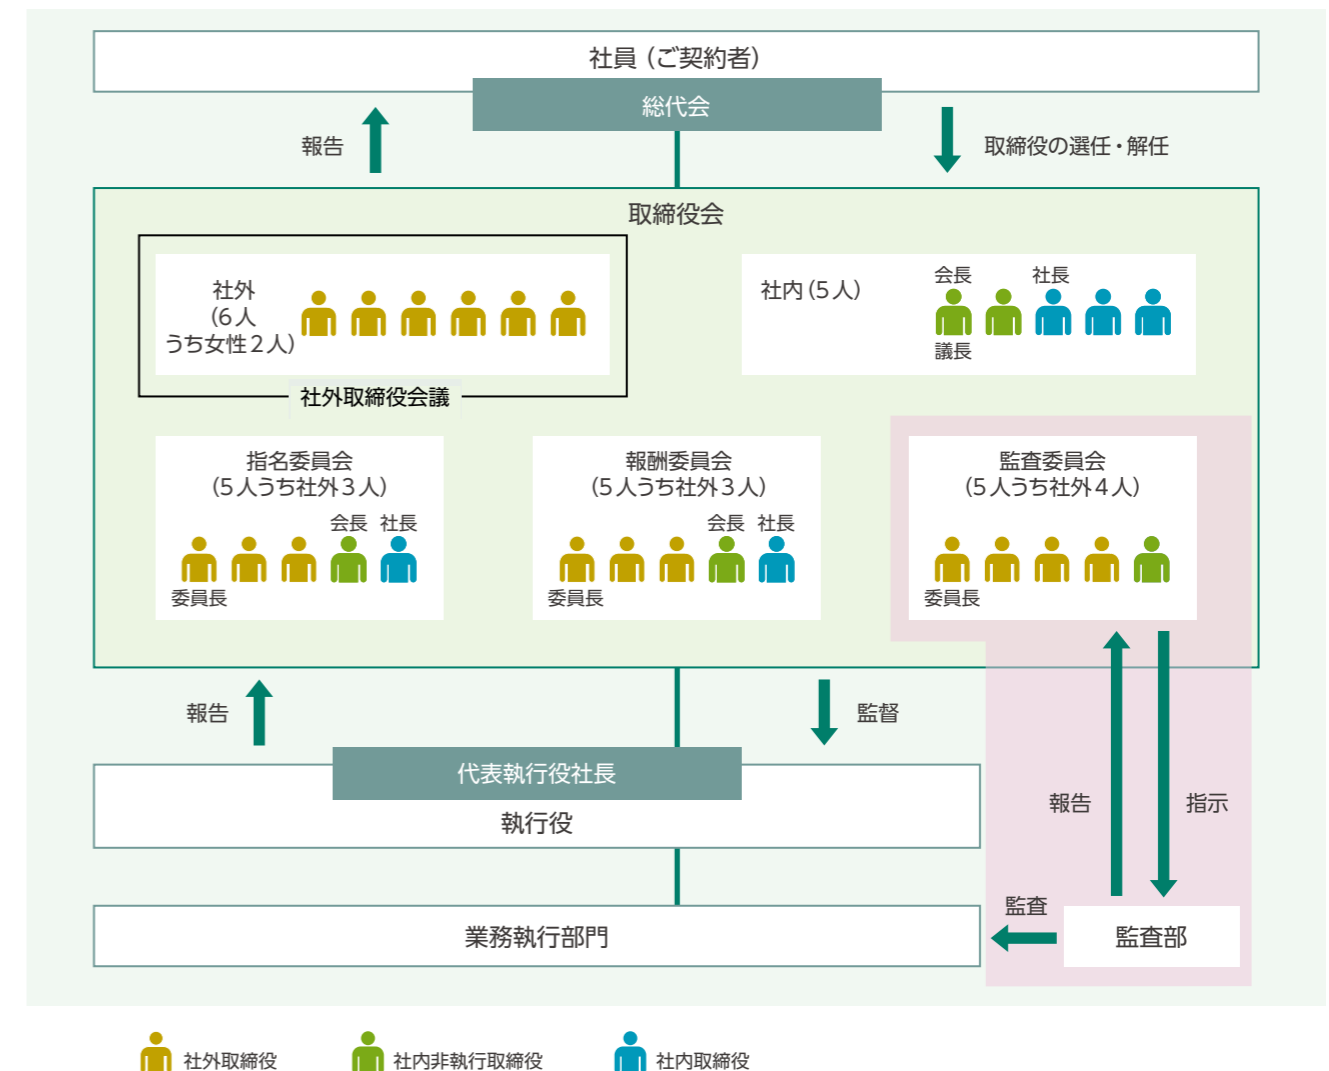 社員（ご契約者）
総代会
報告
取締役の選任・解任
取締役会
社外
（6人
うち女性２人）
社外取締役会議
社内（５人）
会長
社長
議長
指名委員会
（５人うち社外３人）
会長 社長
委員長
報酬委員会
（５人うち社外３人）
会長 社長
委員長
監査委員会
（５人うち社外４人）
委員長
報告
監督
代表執行役社長
執行役
報告
指示
監査
業務執行部門
監査部
社外取締役
社内非執行取締役
社内取締役